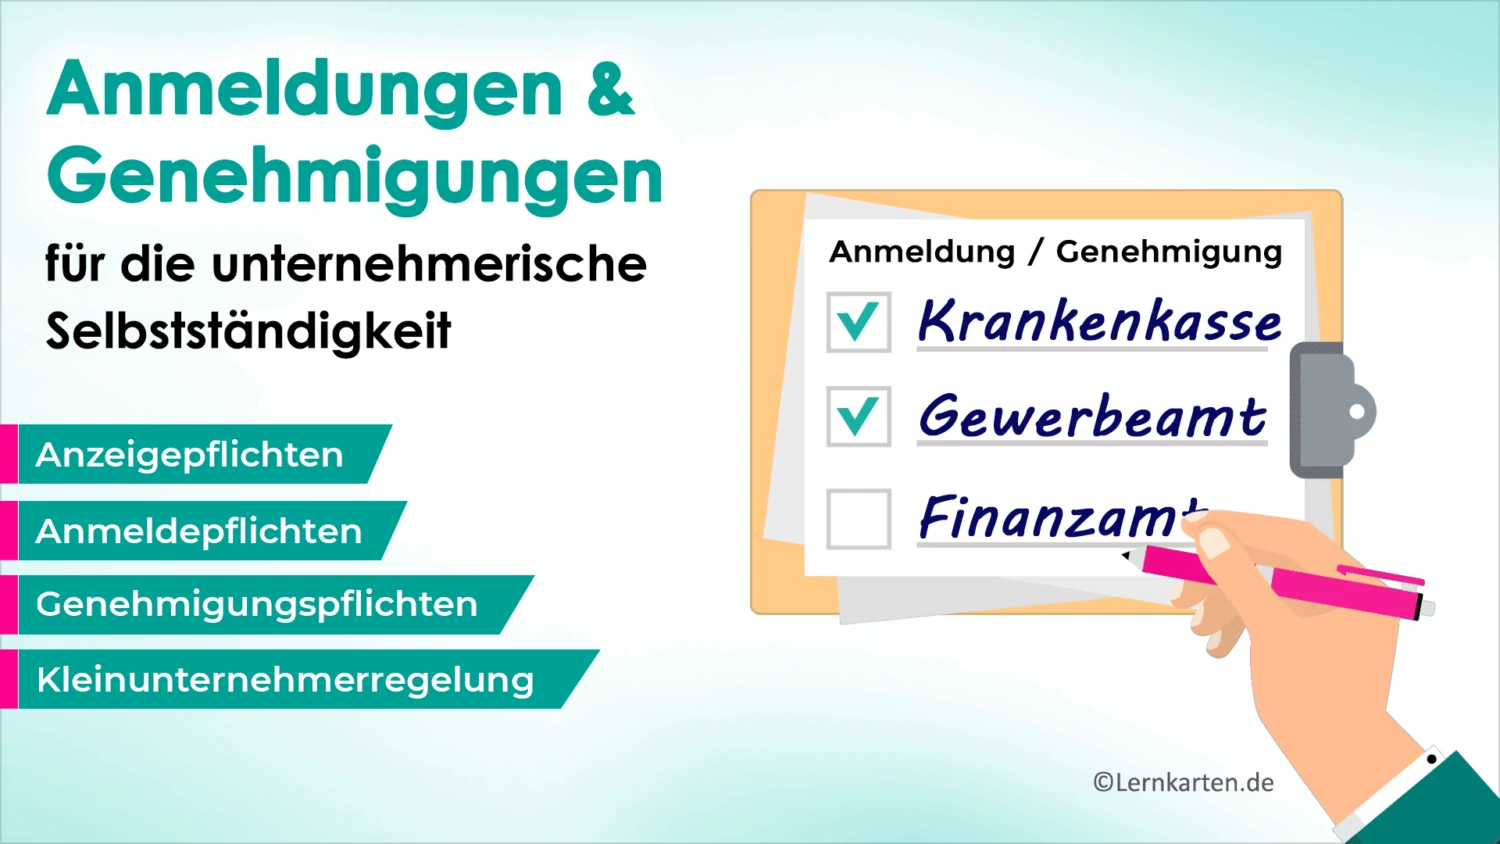 Anmeldungen &
Genehmigungen
für die unternehmerische
Selbstständigkeit
Anzeigepflichten
Anmeldepflichten
Genehmigungspflichten
Kleinunternehmerregelung
Anmeldung / Genehmigung
Krankenkasse
Gewerbeamt
Finanzamt
©Lernkarten.de